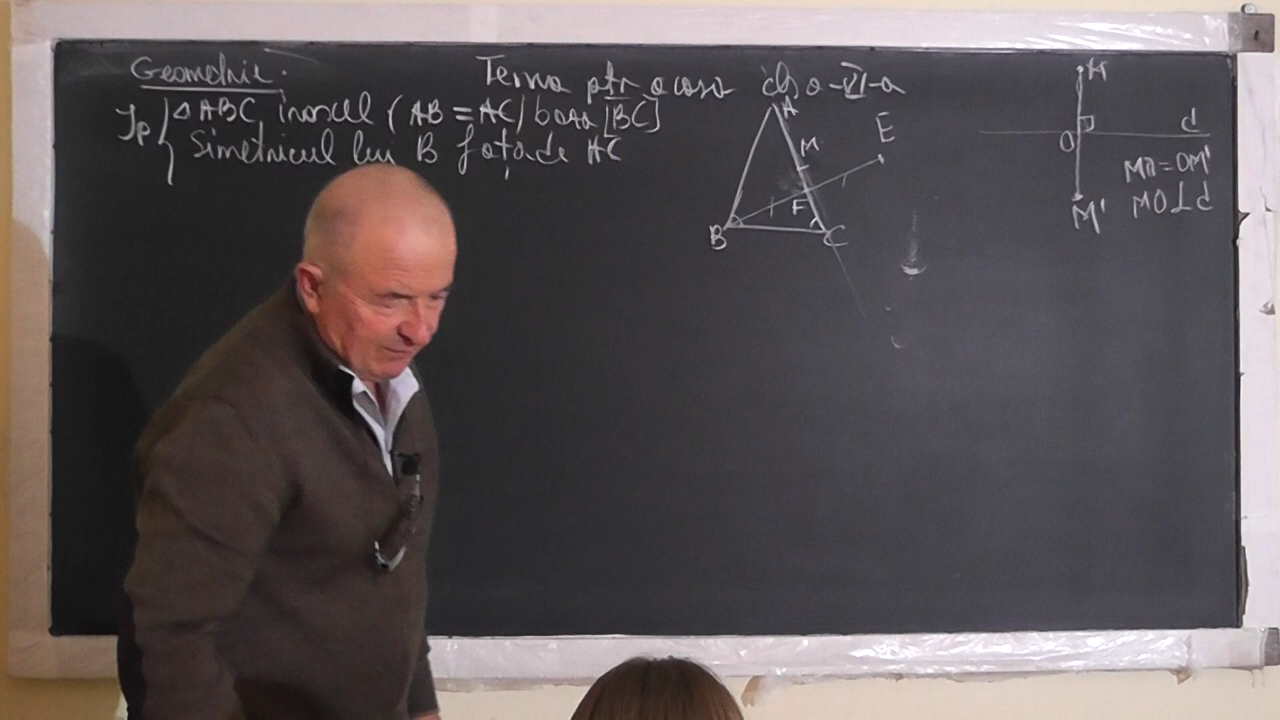 Geometrie.
Tema ptr acasa cls a-VI-a
Ip ΔABC isoscel (AB = AC/ baza [BC]
Simetricul lui B față de AC
A
M
E
F
B
C
M
O
d
M'
MO=OM'
MO⊥d